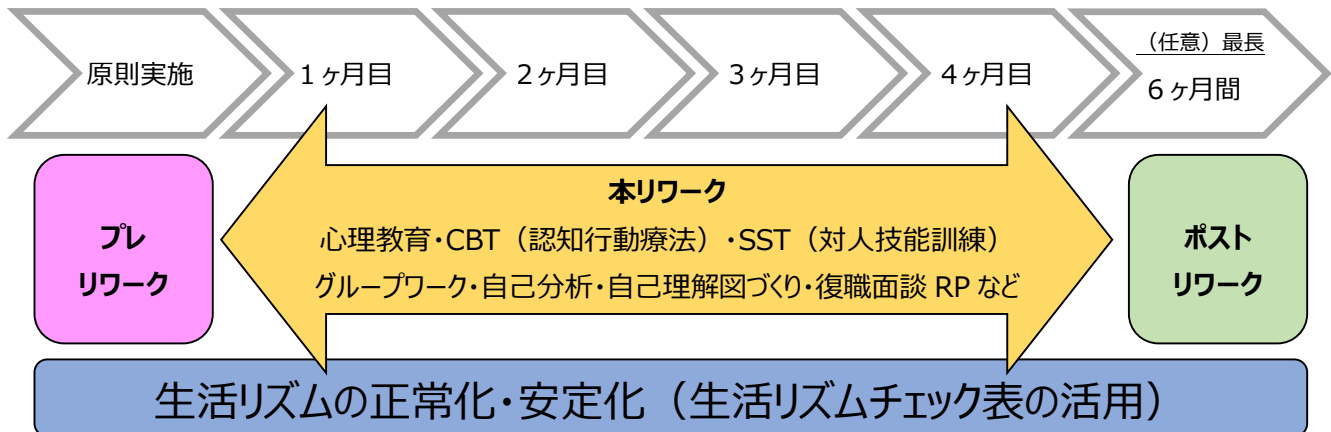 原則実施
1ヶ月目
2ヶ月目
3ヶ月目
4ヶ月目
（任意）最長
6ヶ月間
プレ
リワーク
本リワーク
心理教育・CBT（認知行動療法）・SST（対人技能訓練）
グループワーク・自己分析・自己理解図づくり・復職面談 RP など
ポスト
リワーク
生活リズムの正常化・安定化（生活リズムチェック表の活用）